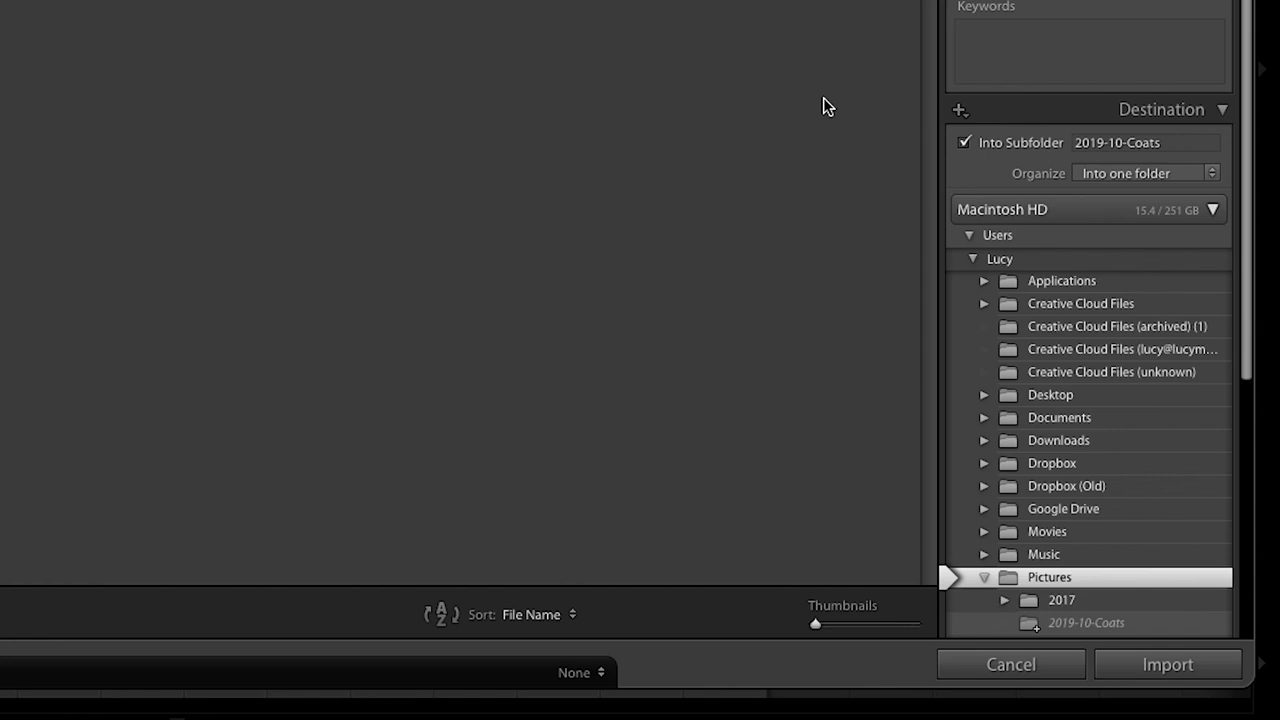 Keywords
Destination
Into Subfolder 2019-10-Coats
Organize Into one folder
Macintosh HD 15.4 / 251 GB
Users
Lucy
Applications
Creative Cloud Files
Creative Cloud Files (archived) (1)
Creative Cloud Files (lucy@lucym...
Creative Cloud Files (unknown)
Desktop
Documents
Downloads
Dropbox
Dropbox (Old)
Google Drive
Movies
Music
Pictures
2017
2019-10-Coats
A Z Sort: File Name
Thumbnails
None
Cancel
Import